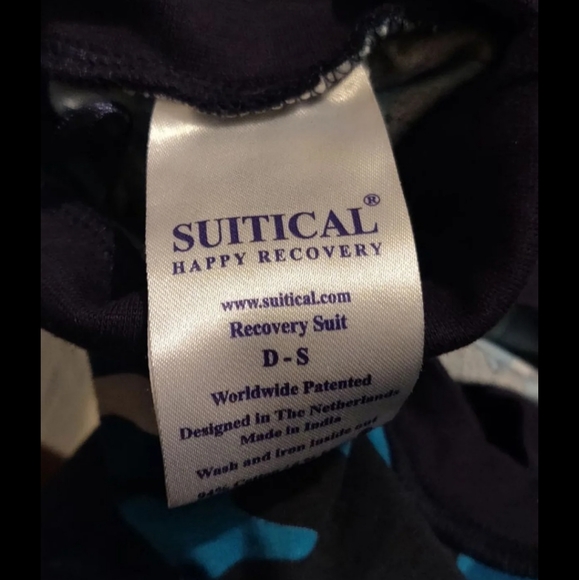 SUITICAL®
HAPPY RECOVERY
www.suitical.com
Recovery Suit
D - S
Worldwide Patented
Designed in The Netherlands
Made in India
Wash and iron inside out
94%